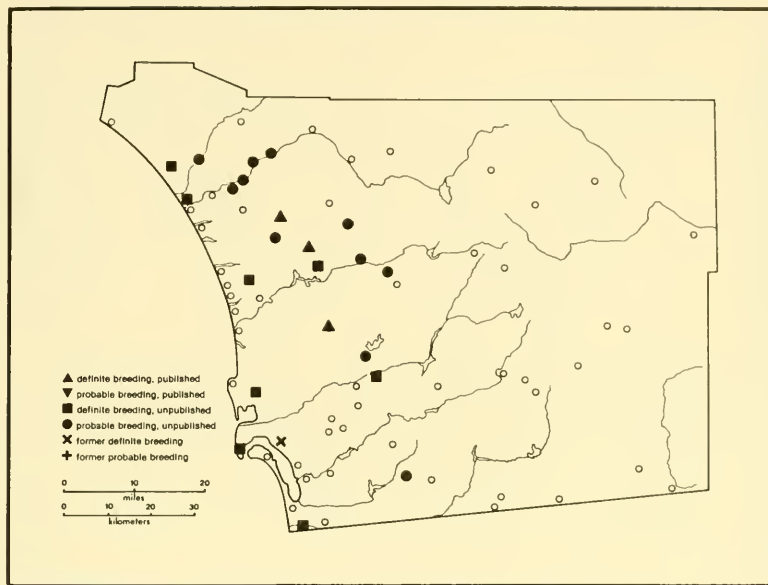 definite breeding, published
probable breeding, published
definite breeding, unpublished
probable breeding, unpublished
former definite breeding
former probable breeding
0 10 20
miles
0 10 20 30
kilometers